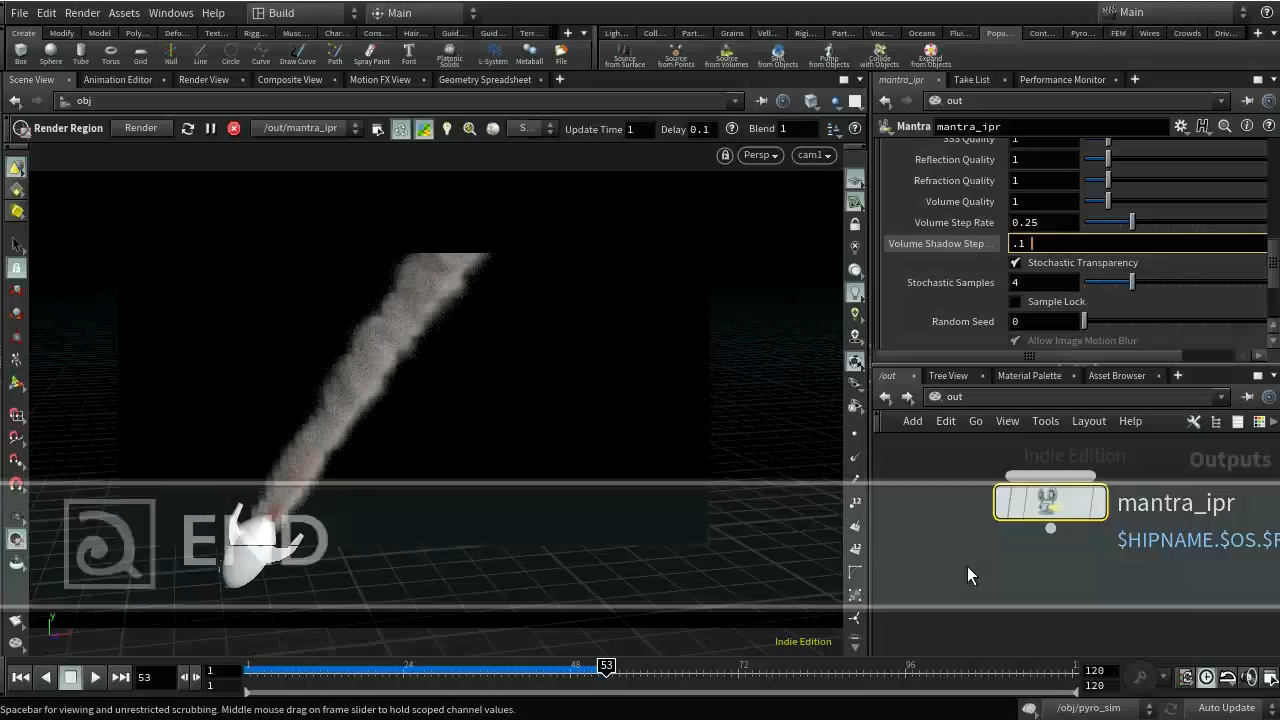 File Edit Render Assets Windows Help Build Main Main
Create Modify Model Poly.. Defo.. Text.. Rigg.. Musc.. Char.. Cons.. Hair.. Guid.. Guid.. Terr.. Ligh.. Coll.. Part.. Grains Vell.. Rigi.. Part.. Visc.. Oceans Flui.. Popu.. Cont.. Pyro.. FEM Wires Crowds Driv..
Box Sphere Tube Torus Grid Null Line Circle Curve Draw Curve Path Spray Paint Font Platonic Solids L-System Metaball File Source from Surface Source from Points Source from Volumes Sink from Objects Pump from Objects Collide with Objects Expand from Objects
Scene View Animation Editor Render View Composite View Motion FX View Geometry Spreadsheet mantra_ipr Take List Performance Monitor
obj out
Render Region Render /out/mantra_ipr S... Update Time 1 Delay 0.1 Blend 1 Mantra mantra_ipr
Persp cam1
SSS Quality 1
Reflection Quality 1
Refraction Quality 1
Volume Quality 1
Volume Step Rate 0.25
Volume Shadow Step... .1
Stochastic Transparency
Stochastic Samples 4
Sample Lock
Random Seed 0
Allow Image Motion Blur
/out Tree View Material Palette Asset Browser
out
Add Edit Go View Tools Layout Help
Indie Edition Outputs
mantra_ipr
$HIPNAME.$OS.$F
END
Indie Edition
53 1 1 1 24 48 53 72 96 1 120 120
Spacebar for viewing and unrestricted scrubbing. Middle mouse drag on frame slider to hold scoped channel values. /obj/pyro_sim Auto Update